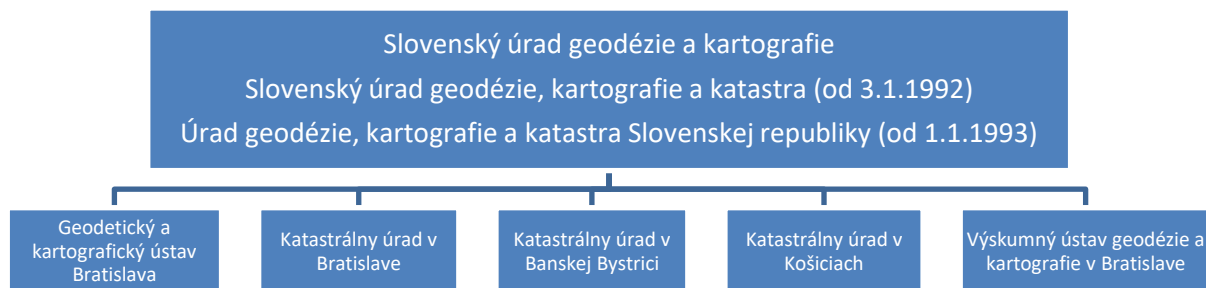 Slovenský úrad geodézie a kartografie
Slovenský úrad geodézie, kartografie a katastra (od 3.1.1992)
Úrad geodézie, kartografie a katastra Slovenskej republiky (od 1.1.1993)
Geodetický a
kartografický ústav
Bratislava
Katastrálny úrad v
Bratislave
Katastrálny úrad v
Banskej Bystrici
Katastrálny úrad v
Košiciach
Výskumný ústav geodézie a
kartografie v Bratislave